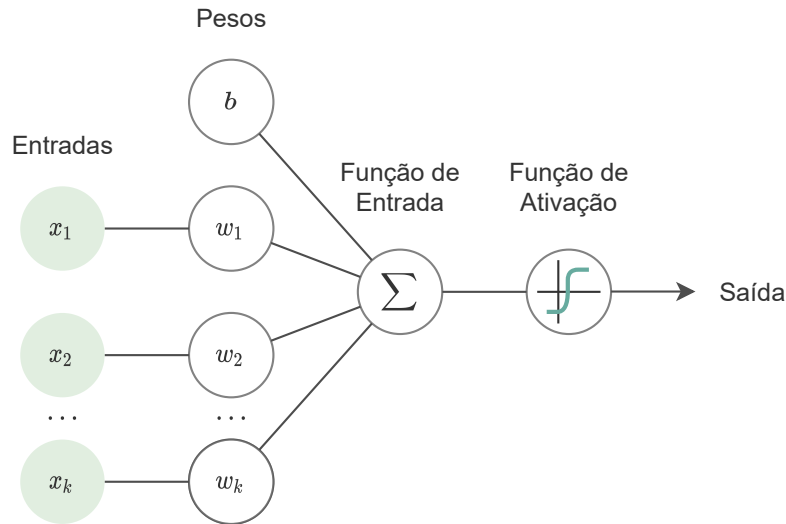 Pesos
b
Entradas
Função de
Entrada
Função de
Ativação
x₁
w₁
∑
Saída
x₂
w₂
...
...
xₖ
wₖ